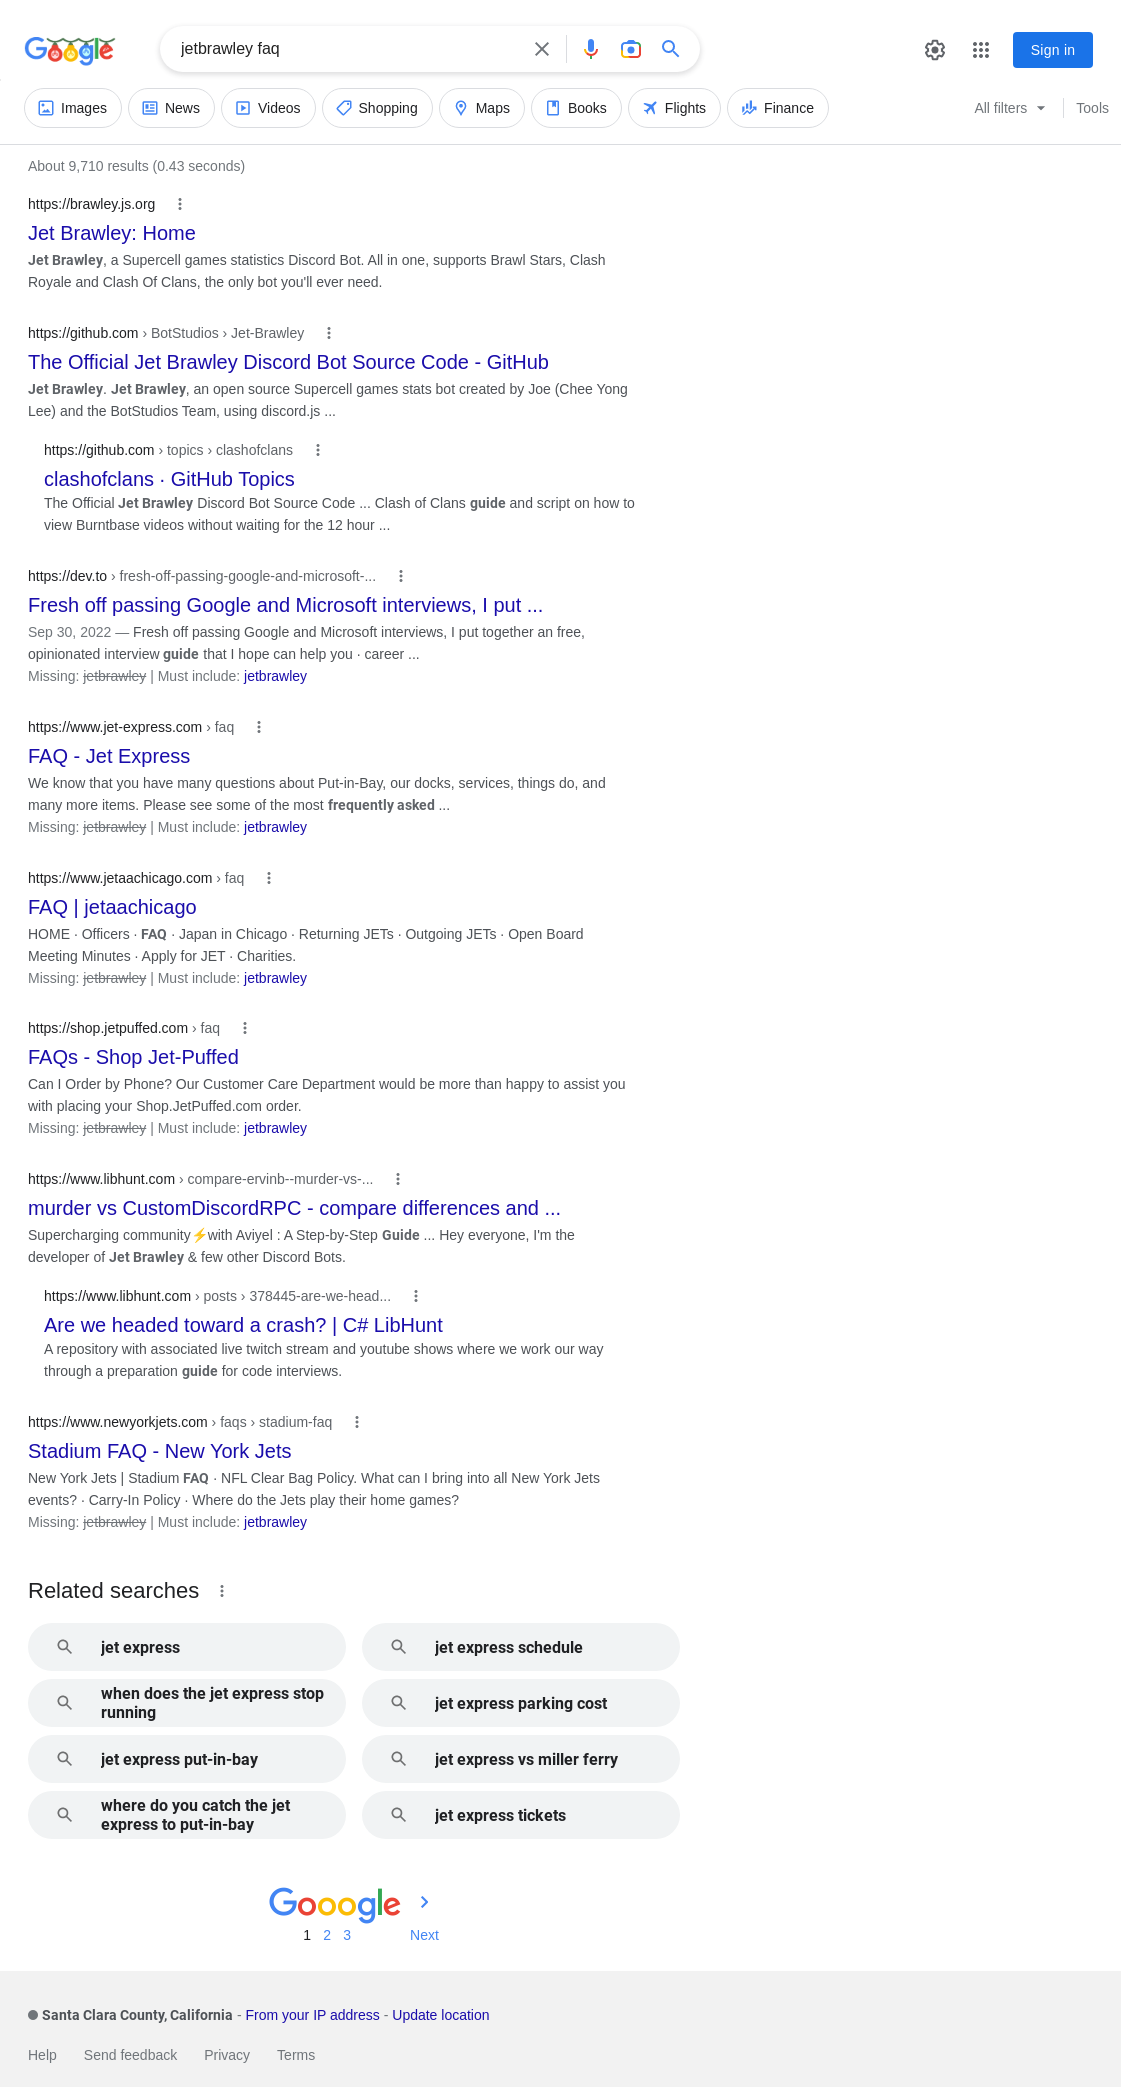 Google
jetbrawley faq
Sign in
Images
News
Videos
Shopping
Maps
Books
Flights
Finance
All filters
Tools
About 9,710 results (0.43 seconds)
https://brawley.js.org
Jet Brawley: Home
Jet Brawley, a Supercell games statistics Discord Bot. All in one, supports Brawl Stars, Clash
Royale and Clash Of Clans, the only bot you'll ever need.
https://github.com › BotStudios › Jet-Brawley
The Official Jet Brawley Discord Bot Source Code - GitHub
Jet Brawley. Jet Brawley, an open source Supercell games stats bot created by Joe (Chee Yong
Lee) and the BotStudios Team, using discord.js ...
https://github.com › topics › clashofclans
clashofclans · GitHub Topics
The Official Jet Brawley Discord Bot Source Code ... Clash of Clans guide and script on how to
view Burntbase videos without waiting for the 12 hour ...
https://dev.to › fresh-off-passing-google-and-microsoft-...
Fresh off passing Google and Microsoft interviews, I put ...
Sep 30, 2022 — Fresh off passing Google and Microsoft interviews, I put together an free,
opinionated interview guide that I hope can help you · career ...
Missing: jetbrawley | Must include: jetbrawley
https://www.jet-express.com › faq
FAQ - Jet Express
We know that you have many questions about Put-in-Bay, our docks, services, things do, and
many more items. Please see some of the most frequently asked ...
Missing: jetbrawley | Must include: jetbrawley
https://www.jetaachicago.com › faq
FAQ | jetaachicago
HOME · Officers · FAQ · Japan in Chicago · Returning JETs · Outgoing JETs · Open Board
Meeting Minutes · Apply for JET · Charities.
Missing: jetbrawley | Must include: jetbrawley
https://shop.jetpuffed.com › faq
FAQs - Shop Jet-Puffed
Can I Order by Phone? Our Customer Care Department would be more than happy to assist you
with placing your Shop.JetPuffed.com order.
Missing: jetbrawley | Must include: jetbrawley
https://www.libhunt.com › compare-ervinb--murder-vs-...
murder vs CustomDiscordRPC - compare differences and ...
Supercharging community⚡with Aviyel : A Step-by-Step Guide ... Hey everyone, I'm the
developer of Jet Brawley & few other Discord Bots.
https://www.libhunt.com › posts › 378445-are-we-head...
Are we headed toward a crash? | C# LibHunt
A repository with associated live twitch stream and youtube shows where we work our way
through a preparation guide for code interviews.
https://www.newyorkjets.com › faqs › stadium-faq
Stadium FAQ - New York Jets
New York Jets | Stadium FAQ · NFL Clear Bag Policy. What can I bring into all New York Jets
events? · Carry-In Policy · Where do the Jets play their home games?
Missing: jetbrawley | Must include: jetbrawley
Related searches
jet express
jet express schedule
when does the jet express stop
running
jet express parking cost
jet express put-in-bay
jet express vs miller ferry
where do you catch the jet
express to put-in-bay
jet express tickets
Gooogle
1 2 3 Next
Santa Clara County, California - From your IP address - Update location
Help Send feedback Privacy Terms